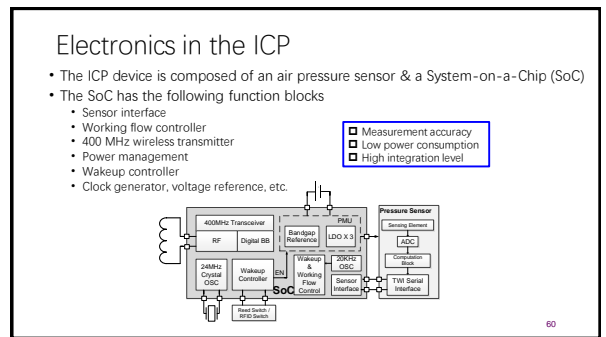 Electronics in the ICP
• The ICP device is composed of an air pressure sensor & a System-on-a-Chip (SoC)
• The SoC has the following function blocks
• Sensor interface
• Working flow controller
• 400 MHz wireless transmitter
• Power management
• Wakeup controller
• Clock generator, voltage reference, etc.
Measurement accuracy
Low power consumption
High integration level
400MHz Transceiver
RF
Digital BB
PMU
Bandgap
Reference
LDO X 3
24MHz
Crystal
OSC
Wakeup
Controller
EN
SoC
Wakeup
&
Working
Flow
Control
20KHz
OSC
Sensor
Interface
Reed Switch /
RFID Switch
Pressure Sensor
Sensing Element
ADC
Computation
Block
TWI Serial
Interface
60